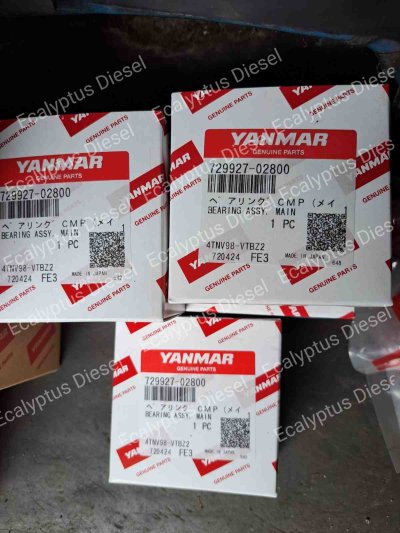 YANMAR
GENUINE PARTS
729927-02800
ベアリング CMP (メイ
BEARING ASSY, MAIN
1 PC
4TNV98-VTBZ2
720424 FE3
MADE IN JAPAN
YANMAR
GENUINE PARTS
729927-02800
ベアリング CMP (メイ
BEARING ASSY, MAIN
1 PC
4TNV98-VTBZ2
720424 FE3
MADE IN JAPAN
YANMAR
GENUINE PARTS
729927-02800
ベアリング CMP (メイ
BEARING ASSY, MAIN
1 PC
4TNV98-VTBZ2
720424 FE3
MADE IN JAPAN
Ecalyptus Diesel